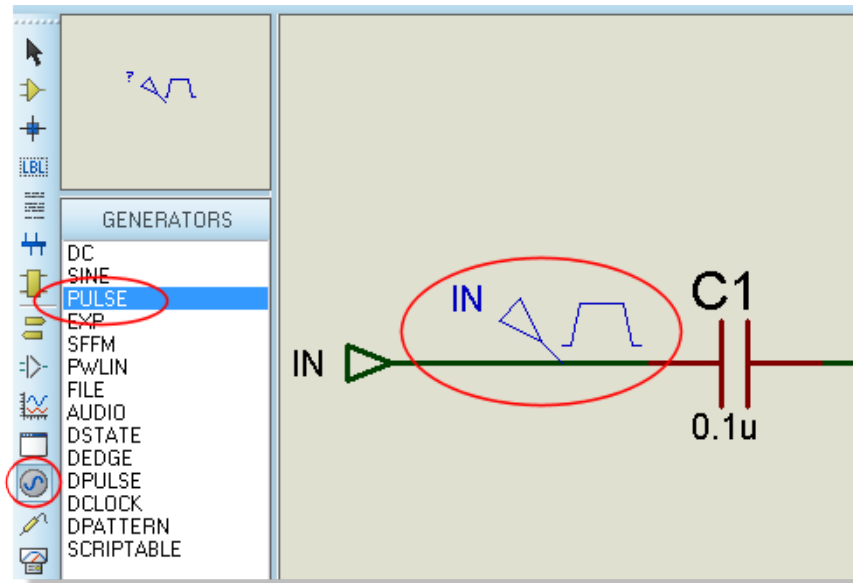 ?
LBL
GENERATORS
DC
SINE
PULSE
EXP
SFFM
PWLIN
FILE
AUDIO
DSTATE
DEDGE
DPULSE
DCLOCK
DPATTERN
SCRIPTABLE
IN
IN
C1
0.1u